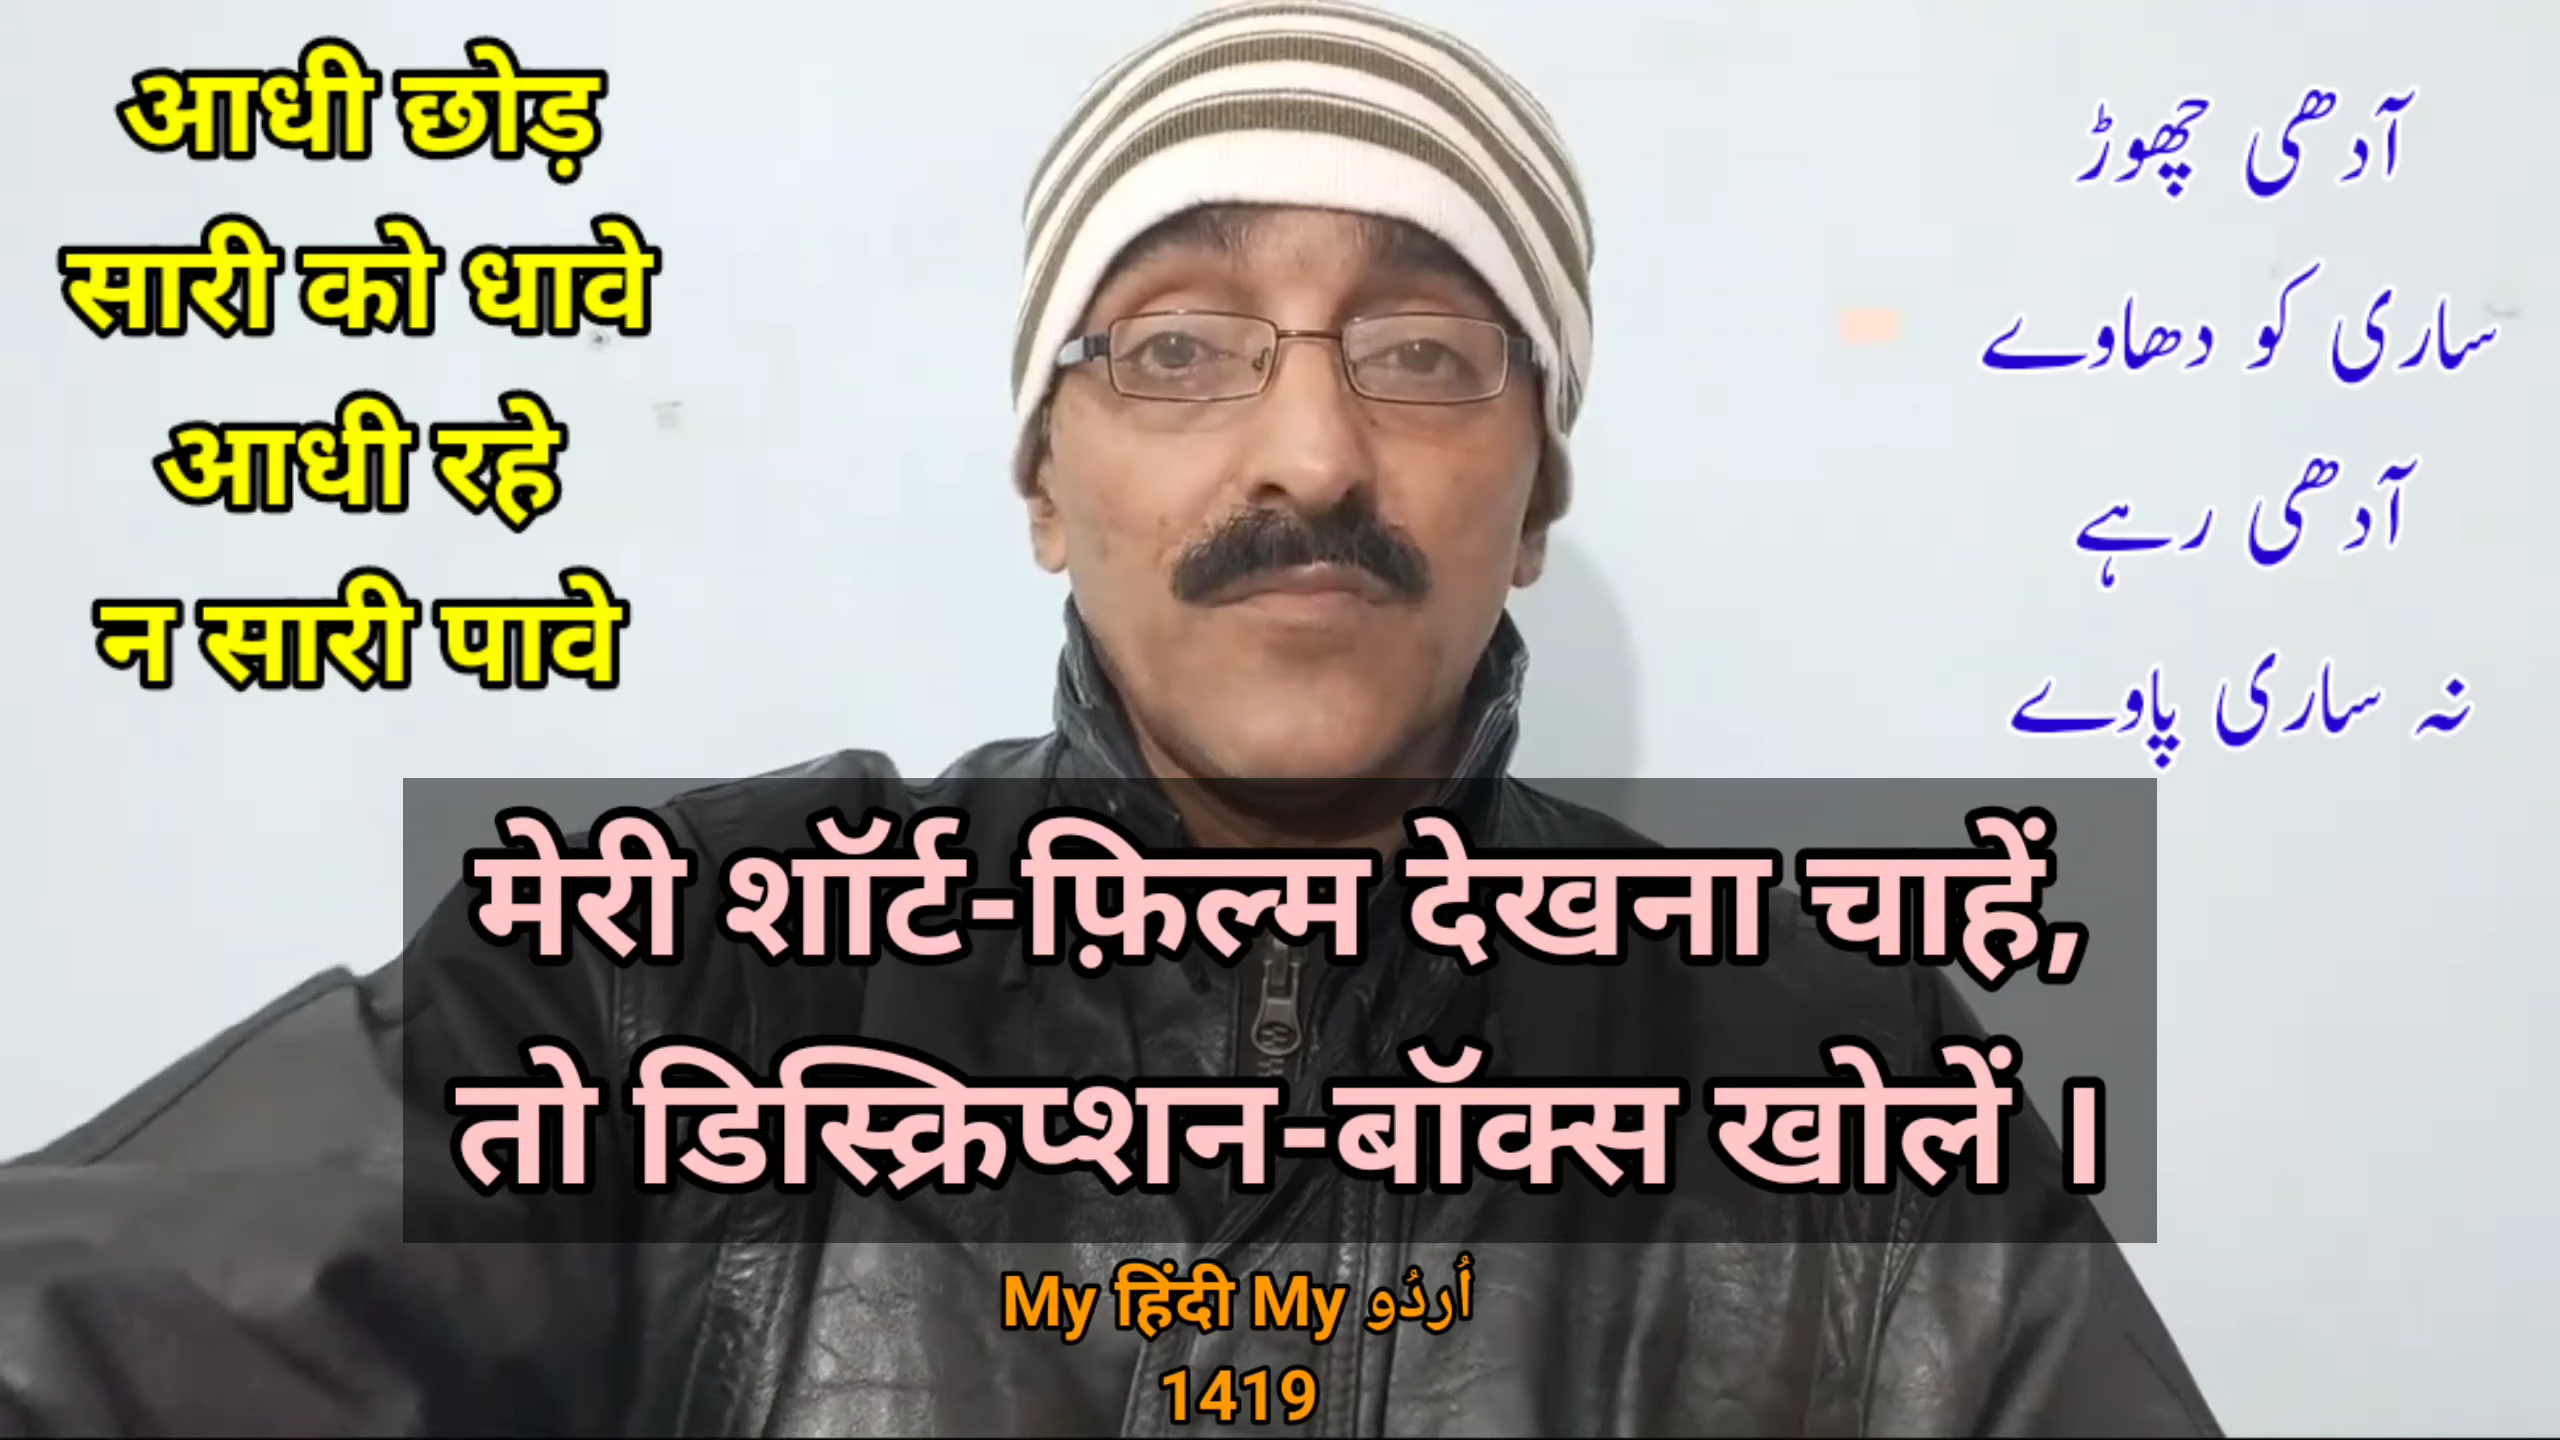 आधी छोड़
सारी को धावे
आधी रहे
न सारी पावे
آدھی چھوڑ
ساری کو دھاوے
آدھی رہے
نہ ساری پاوے
मेरी शॉर्ट-फ़िल्म देखना चाहें,
तो डिस्क्रिप्शन-बॉक्स खोलें ।
My हिंदी My اُردُو
1419